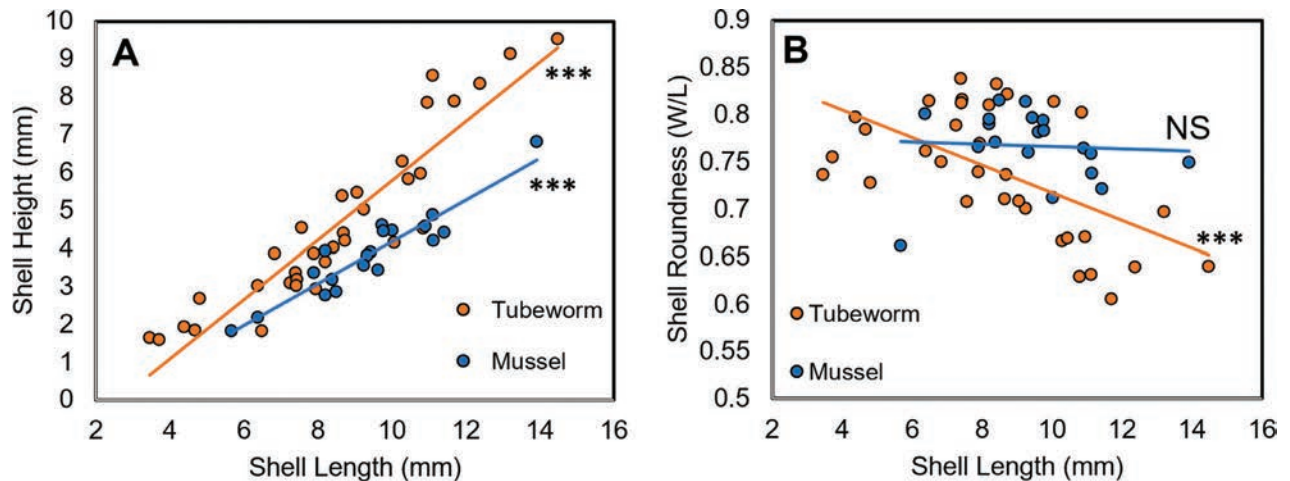 A
Shell Height (mm)
10
9
8
7
6
5
4
3
2
1
0
***
***
Tubeworm
Mussel
2 4 6 8 10 12 14 16
Shell Length (mm)
B
Shell Roundness (W/L)
0.9
0.85
0.8
0.75
0.7
0.65
0.6
0.55
0.5
NS
***
Tubeworm
Mussel
2 4 6 8 10 12 14 16
Shell Length (mm)